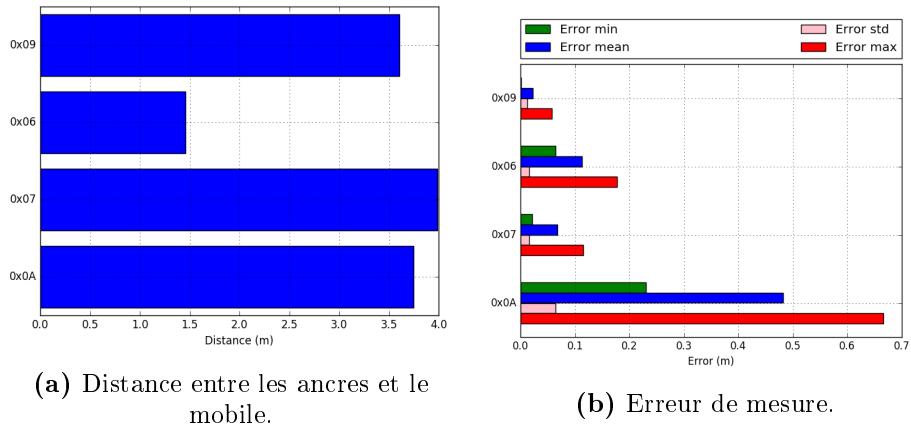 0x09
0x06
0x07
0x0A
0.0 0.5 1.0 1.5 2.0 2.5 3.0 3.5 4.0
Distance (m)
(a) Distance entre les ancres et le
mobile.
Error min Error std
Error mean Error max
0x09
0x06
0x07
0x0A
0.0 0.1 0.2 0.3 0.4 0.5 0.6 0.7
Error (m)
(b) Erreur de mesure.